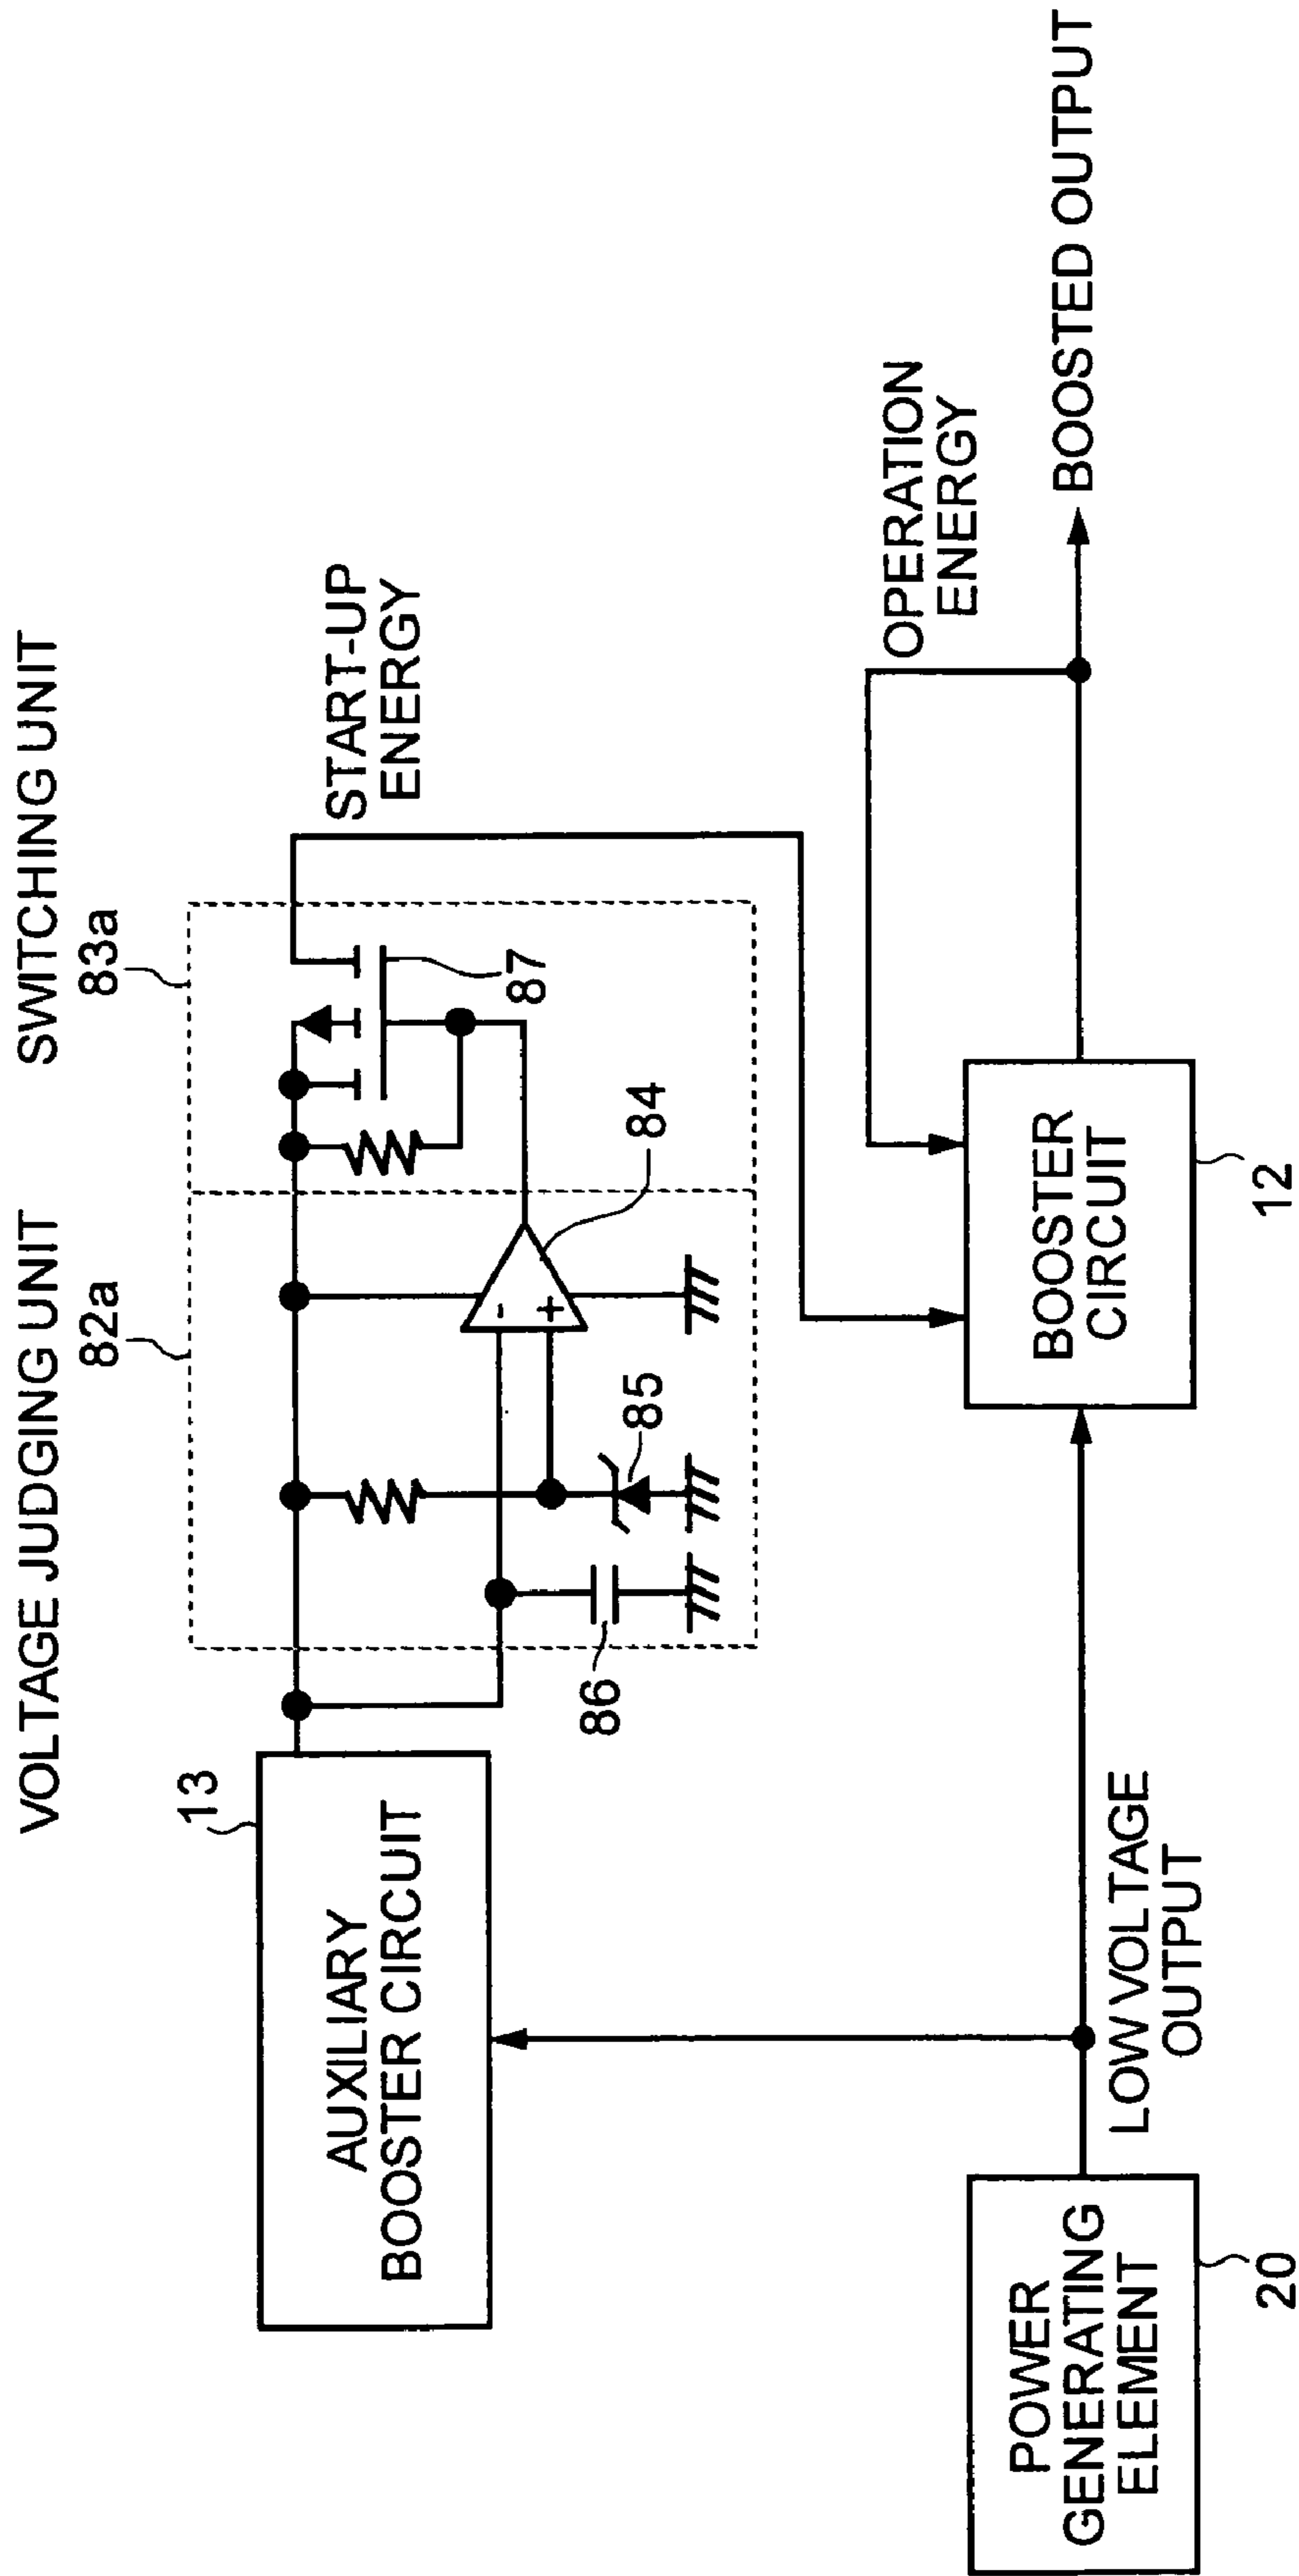 VOLTAGE JUDGING UNIT
SWITCHING UNIT
82a
83a
13
AUXILIARY
BOOSTER CIRCUIT
START-UP
ENERGY
87
84
-
+
85
86
OPERATION
ENERGY
BOOSTED OUTPUT
POWER
GENERATING
ELEMENT
20
LOW VOLTAGE
OUTPUT
BOOSTER
CIRCUIT
12